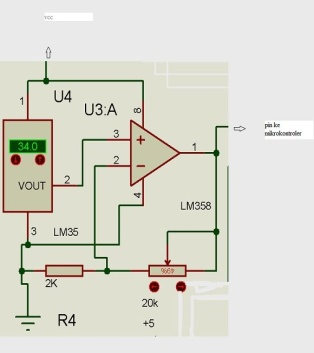 vcc
U4
U3:A
1
8
34.0
3
1
pin ke
mikrokontroler
2
VOUT
2
4
LM358
3
LM35
2K
20k
R4
+5